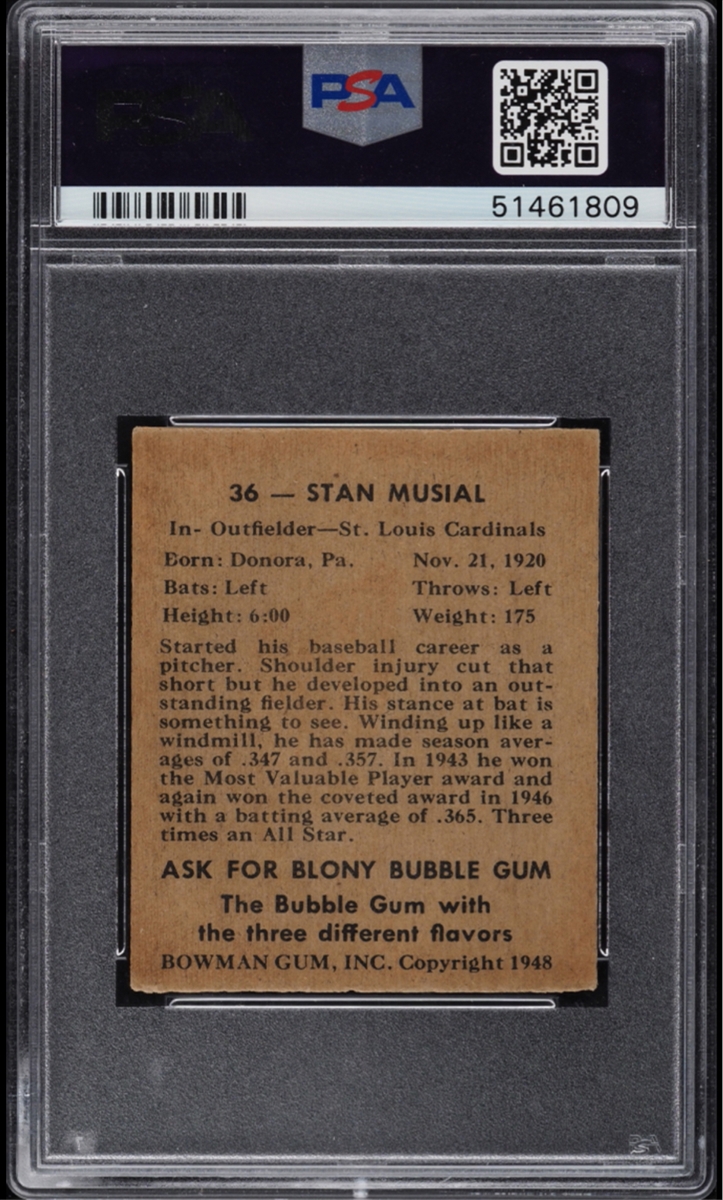 PSA
51461809
36 — STAN MUSIAL
In- Outfielder—St. Louis Cardinals
Born: Donora, Pa. Nov. 21, 1920
Bats: Left Throws: Left
Height: 6:00 Weight: 175
Started his baseball career as a
pitcher. Shoulder injury cut that
short but he developed into an out-
standing fielder. His stance at bat is
something to see. Winding up like a
windmill, he has made season aver-
ages of .347 and .357. In 1943 he won
the Most Valuable Player award and
again won the coveted award in 1946
with a batting average of .365. Three
times an All Star.
ASK FOR BLONY BUBBLE GUM
The Bubble Gum with
the three different flavors
BOWMAN GUM, INC. Copyright 1948
PSA